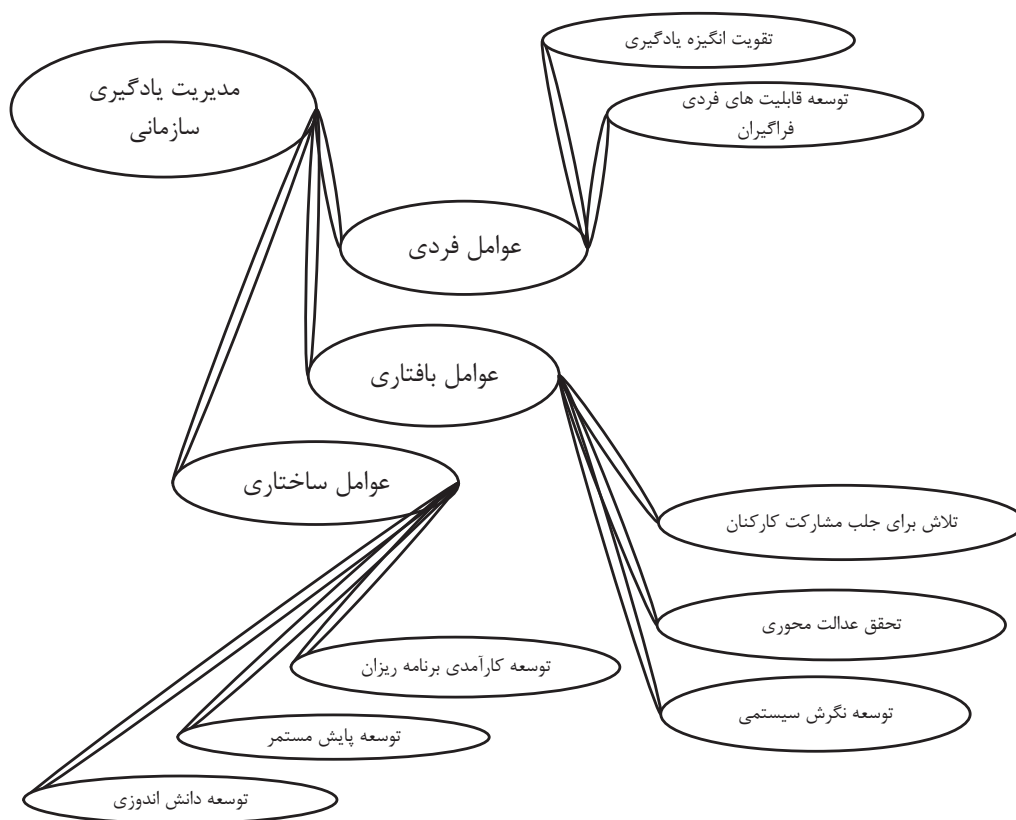 تقویت انگیزه یادگیری
مدیریت یادگیری
سازمانی
توسعه قابلیت های فردی
فراگیران
عوامل فردی
عوامل بافتاری
عوامل ساختاری
تلاش برای جلب مشارکت کارکنان
تحقق عدالت محوری
توسعه کارآمدی برنامه ریزان
توسعه نگرش سیستمی
توسعه پایش مستمر
توسعه دانش اندوزی